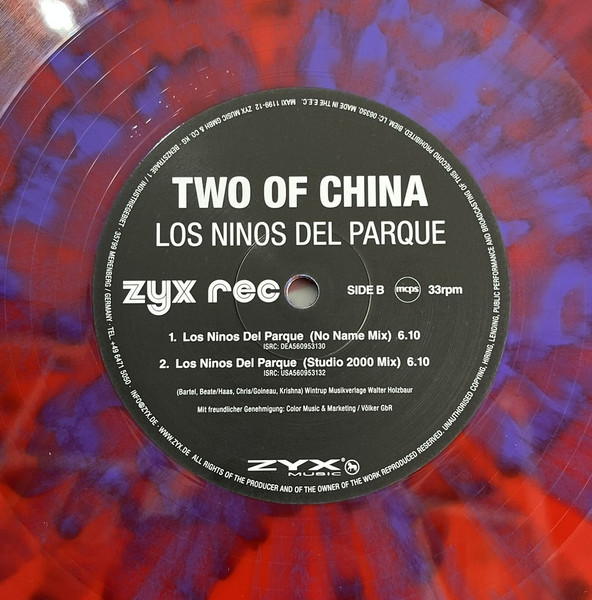 TWO OF CHINA
LOS NINOS DEL PARQUE
zyx rec
SIDE B
mcps
33rpm
1. Los Ninos Del Parque (No Name Mix) 6.10
ISRC: DEA560953130
2. Los Ninos Del Parque (Studio 2000 Mix) 6.10
ISRC: USA560953132
(Bartel, Beate/Haas, Chris/Goineau, Krishna) Wintrup Musikverlage Walter Holzbaur
Mit freundlicher Genehmigung: Color Music & Marketing / Völker GbR
ZYX®
MUSIC
ALL RIGHTS OF THE PRODUCER AND OF THE OWNER OF THE WORK REPRODUCED RESERVED. UNAUTHORISED COPYING, HIRING, LENDING, PUBLIC PERFORMANCE AND BROADCASTING OF THIS RECORD PROHIBITED. BIEM. LC: 06350. MADE IN THE E.E.C. MAXI 1199-12 ZYX MUSIC GMBH & CO. KG · BENZSTRAßE 1 / INDUSTRIEGEBIET · 35799 MERENBERG / GERMANY · TEL. +49 6471 5050 · INFO@ZYX.DE · WWW.ZYX.DE